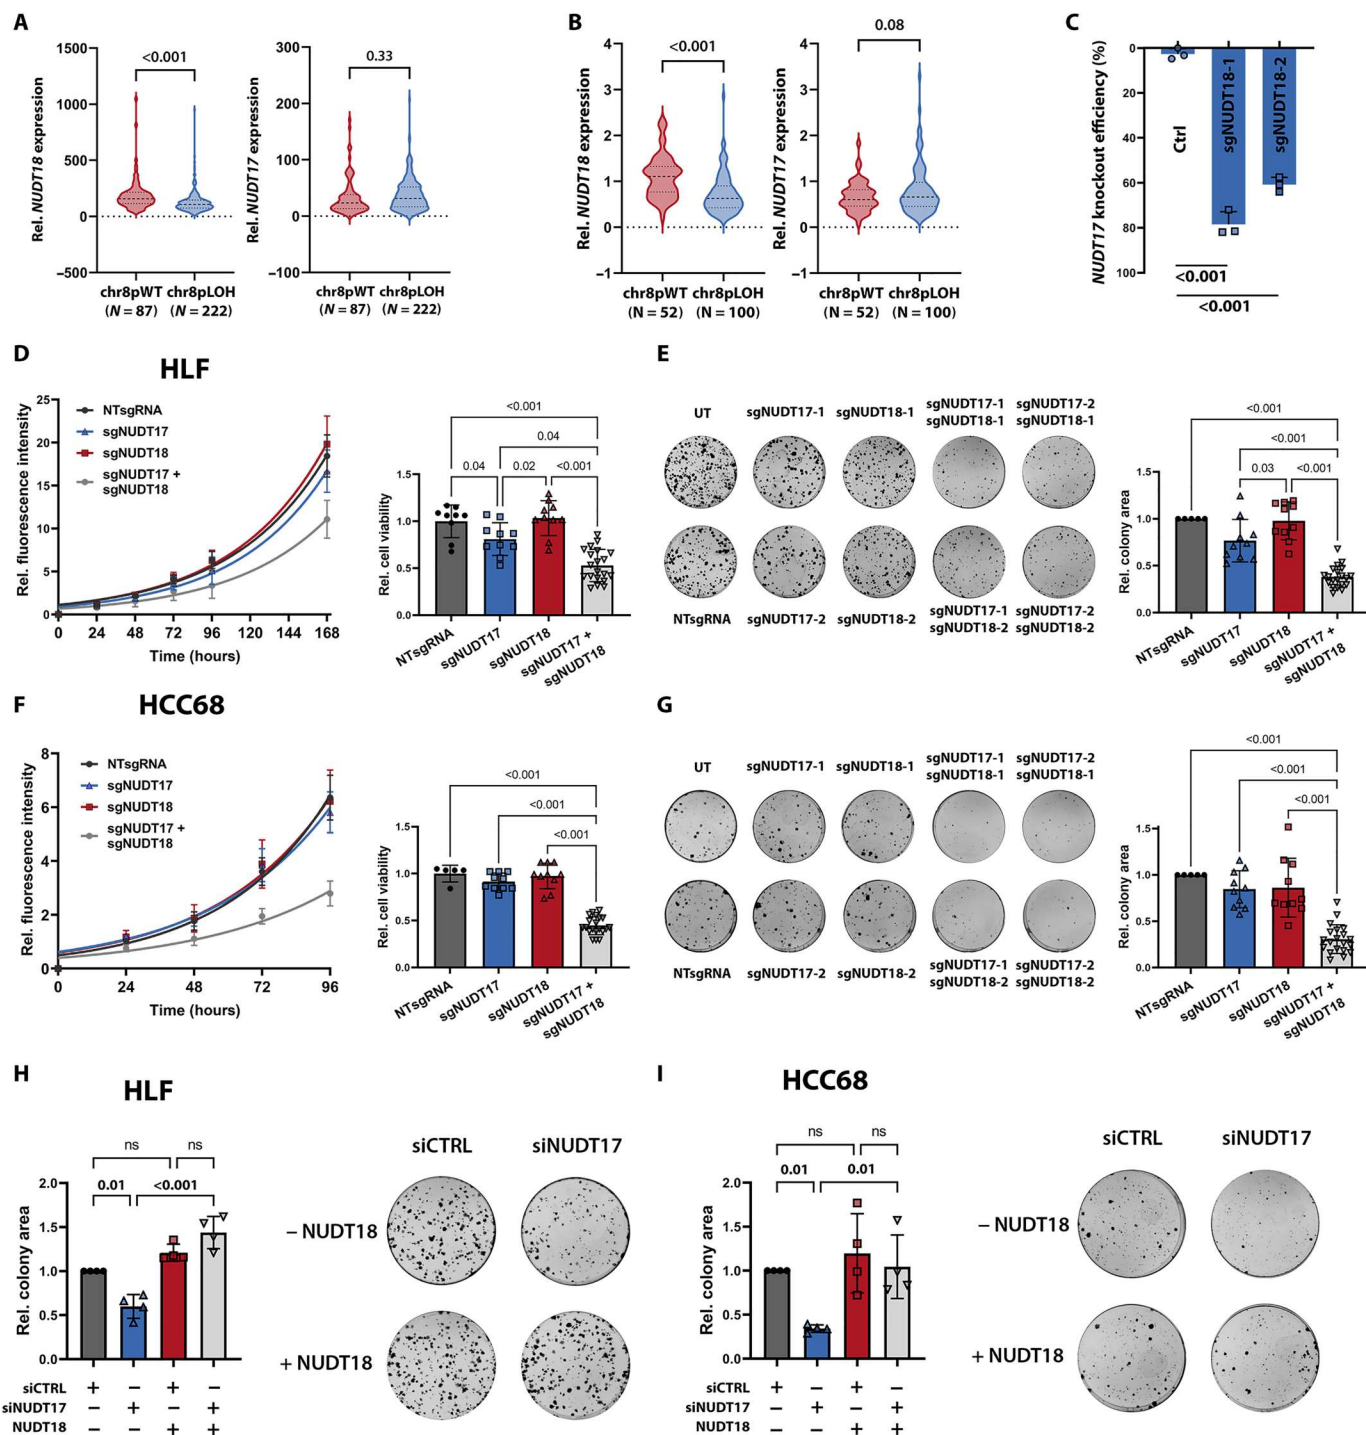 A
Rel. NUDT18 expression
1500
1000
500
0
−500
<0.001
chr8pWT chr8pLOH
(N = 87) (N = 222)
Rel. NUDT17 expression
300
200
100
0
−100
0.33
chr8pWT chr8pLOH
(N = 87) (N = 222)
B
Rel. NUDT18 expression
4
3
2
1
0
−1
<0.001
chr8pWT chr8pLOH
(N = 52) (N = 100)
Rel. NUDT17 expression
4
3
2
1
0
−1
0.08
chr8pWT chr8pLOH
(N = 52) (N = 100)
C
NUDT17 knockout efficiency (%)
0
20
40
60
80
100
Ctrl
sgNUDT18-1
sgNUDT18-2
<0.001
<0.001
D
HLF
Rel. fluorescence intensity
25
20
15
10
5
0
NTsgRNA
sgNUDT17
sgNUDT18
sgNUDT17 +
sgNUDT18
0 24 48 72 96 120 144 168
Time (hours)
Rel. cell viability
1.5
1.0
0.5
0.0
<0.001
0.04
0.04 0.02 <0.001
NTsgRNA
sgNUDT17
sgNUDT18
sgNUDT17 +
sgNUDT18
E
UT sgNUDT17-1 sgNUDT18-1
sgNUDT17-1 sgNUDT17-2
sgNUDT18-1 sgNUDT18-1
NTsgRNA sgNUDT17-2 sgNUDT18-2
sgNUDT17-1 sgNUDT17-2
sgNUDT18-2 sgNUDT18-2
Rel. colony area
1.5
1.0
0.5
0.0
<0.001
<0.001
0.03 <0.001
NTsgRNA
sgNUDT17
sgNUDT18
sgNUDT17 +
sgNUDT18
F
HCC68
Rel. fluorescence intensity
8
6
4
2
0
NTsgRNA
sgNUDT17
sgNUDT18
sgNUDT17 +
sgNUDT18
0 24 48 72 96
Time (hours)
Rel. cell viability
1.5
1.0
0.5
0.0
<0.001
<0.001
<0.001
NTsgRNA
sgNUDT17
sgNUDT18
sgNUDT17 +
sgNUDT18
G
UT sgNUDT17-1 sgNUDT18-1
sgNUDT17-1 sgNUDT17-2
sgNUDT18-1 sgNUDT18-1
NTsgRNA sgNUDT17-2 sgNUDT18-2
sgNUDT17-1 sgNUDT17-2
sgNUDT18-2 sgNUDT18-2
Rel. colony area
1.5
1.0
0.5
0.0
<0.001
<0.001
<0.001
NTsgRNA
sgNUDT17
sgNUDT18
sgNUDT17 +
sgNUDT18
H
HLF
Rel. colony area
2.0
1.5
1.0
0.5
0.0
ns ns
0.01 <0.001
siCTRL + − + −
siNUDT17 − + − +
NUDT18 − − + +
siCTRL siNUDT17
− NUDT18
+ NUDT18
I
HCC68
Rel. colony area
2.0
1.5
1.0
0.5
0.0
ns ns
0.01 0.01
siCTRL + − + −
siNUDT17 − + − +
NUDT18 − − + +
siCTRL siNUDT17
− NUDT18
+ NUDT18